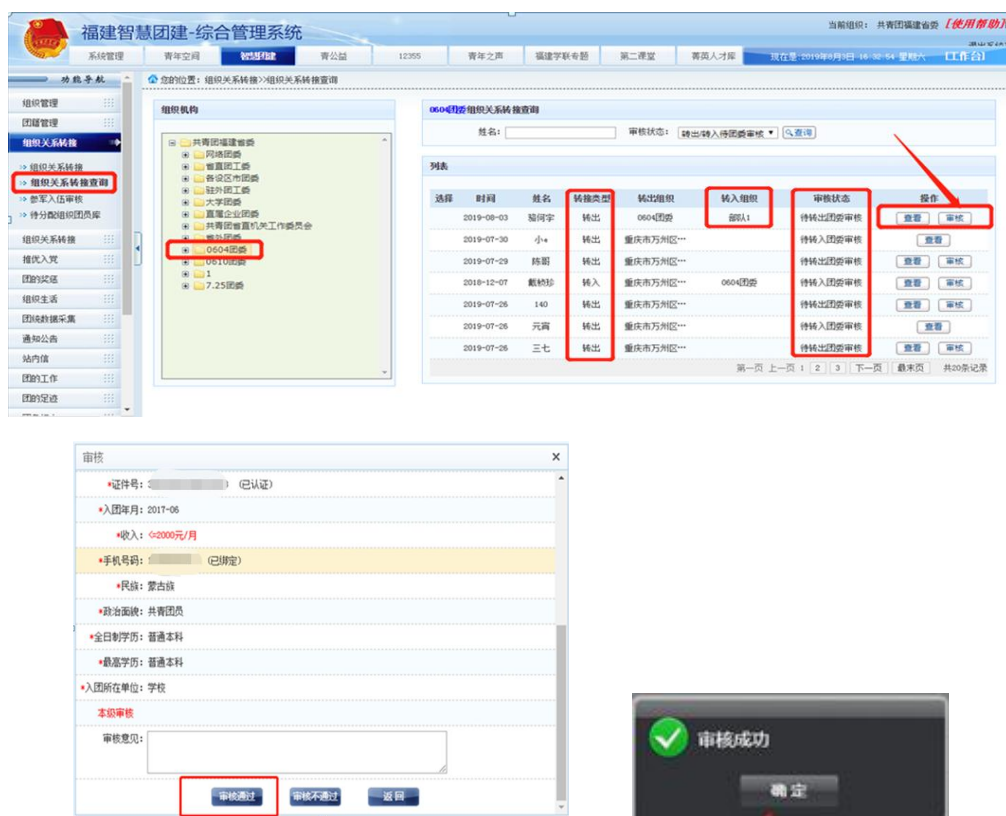 当前组织： 共青团福建省委 【使用帮助】
福建智慧团建-综合管理系统
系统管理 青年空间 智慧团建 青公益 12355 青年之声 福建学联专题 第二课堂 菁英人才库 现在是:2019年8月3日 16:32:54 星期六 【工作台】
功能导航
您的位置：组织关系转接>>组织关系转接查询
组织管理
团籍管理
组织关系转接
组织关系转接
组织关系转接查询
参军入伍审核
待分配组织团员库
组织关系转接
推优入党
团的奖惩
组织生活
团统数据采集
通知公告
站内信
团的工作
团的足迹
组织机构
共青团福建省委
网络团委
省直团工委
各设区市团委
驻外团工委
大学团委
直属企业团委
共青团省直机关工作委员会
省外团委
0604团委
0610团委
1
7.25团委
0604团委组织关系转接查询
姓名： 审核状态： 转出/转入待团委审核 查询
列表
选择 时间 姓名 转接类型 转出组织 转入组织 审核状态 操作
2019-08-03 骆何宇 转出 0604团委 部队1 待转出团委审核 查看 审核
2019-07-30 转出 重庆市万州区… 待转入团委审核 查看
2019-07-29 陈哥 转出 重庆市万州区… 待转出团委审核 查看 审核
2018-12-07 戴桢珍 转入 重庆市万州区… 0604团委 待转入团委审核 查看 审核
2019-07-26 140 转出 重庆市万州区… 待转出团委审核 查看 审核
2019-07-26 元宵 转出 重庆市万州区… 待转入团委审核 查看
2019-07-26 三七 转出 重庆市万州区… 待转出团委审核 查看 审核
第一页 上一页 1 2 3 下一页 最末页 共20条记录
审核 ×
*证件号： (已认证)
*入团年月：2017-06
*收入：<=2000元/月
*手机号码： (已绑定)
*民族：蒙古族
*政治面貌：共青团员
*全日制学历：普通本科
*最高学历：普通本科
*入团所在单位：学校
本级审核
审核意见：
审核通过 审核不通过 返回
审核成功
确定